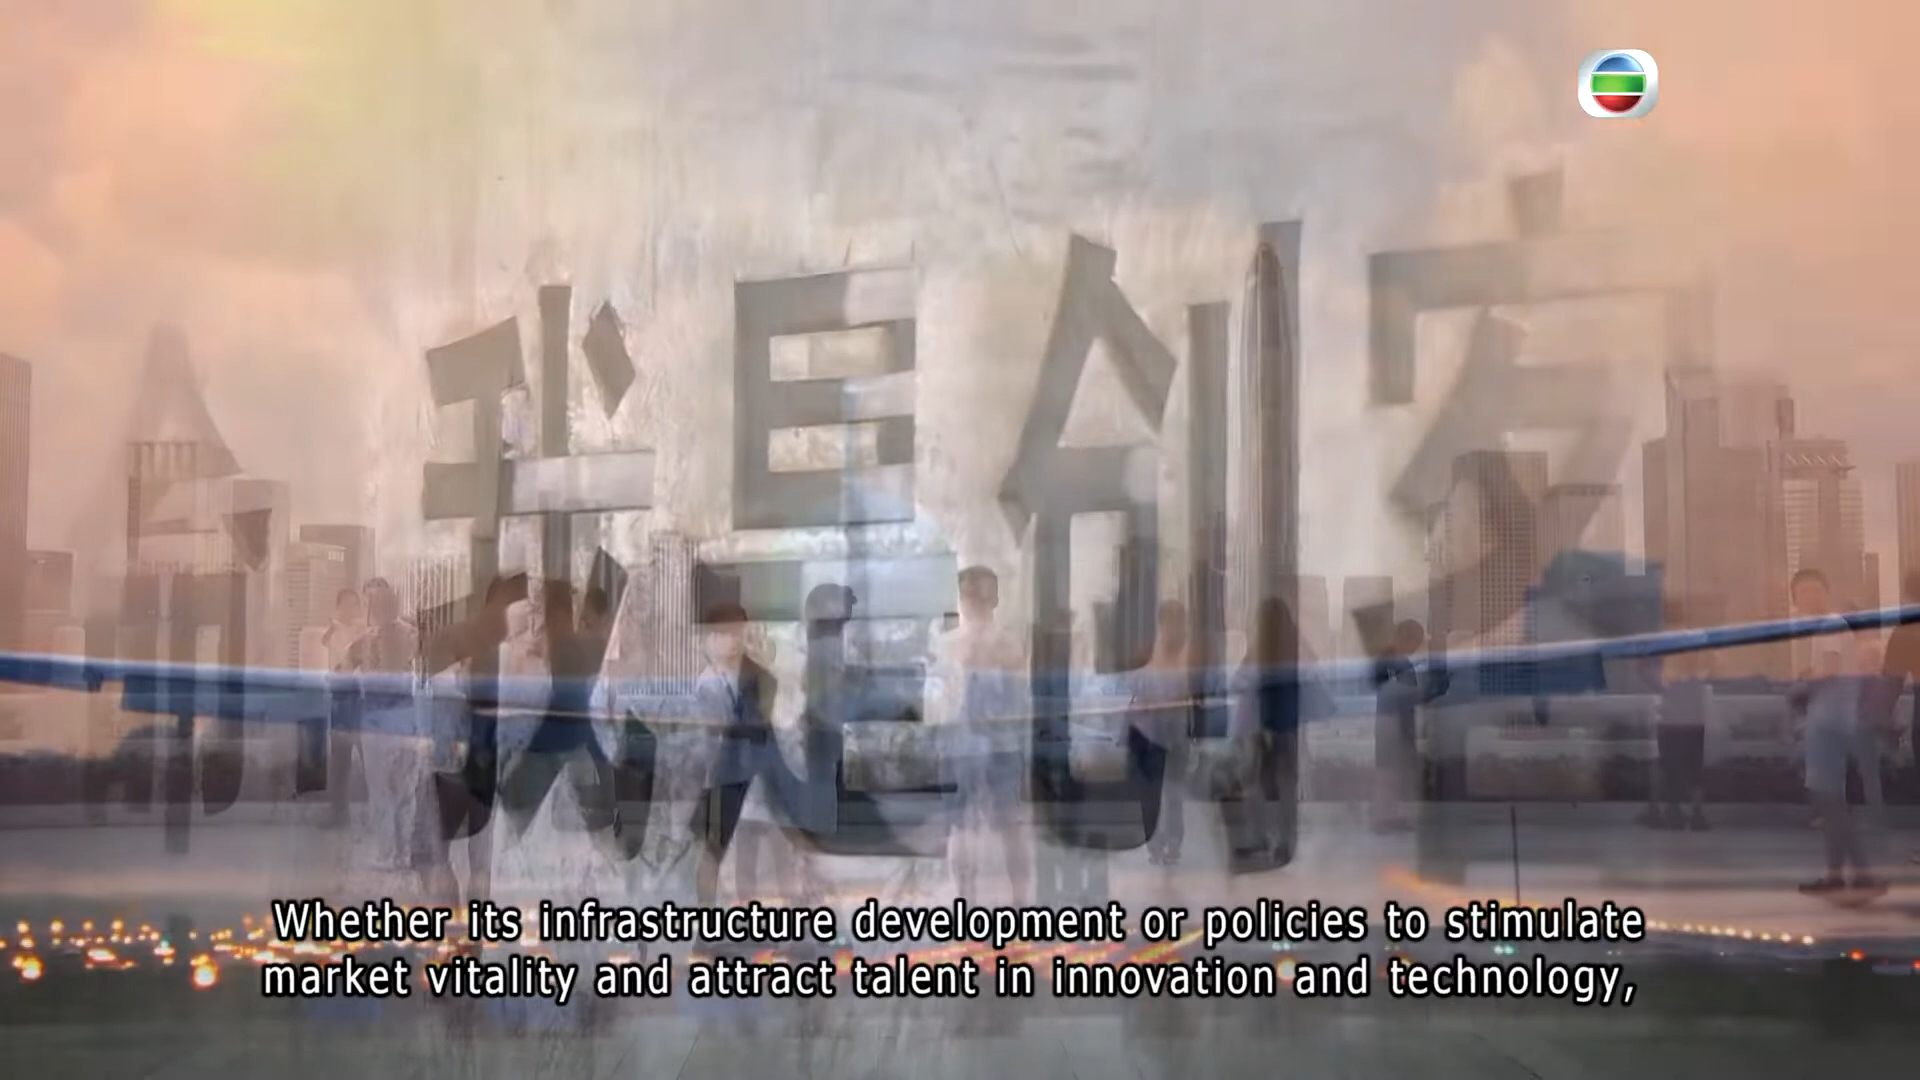 我是创客
Whether its infrastructure development or policies to stimulate
market vitality and attract talent in innovation and technology,